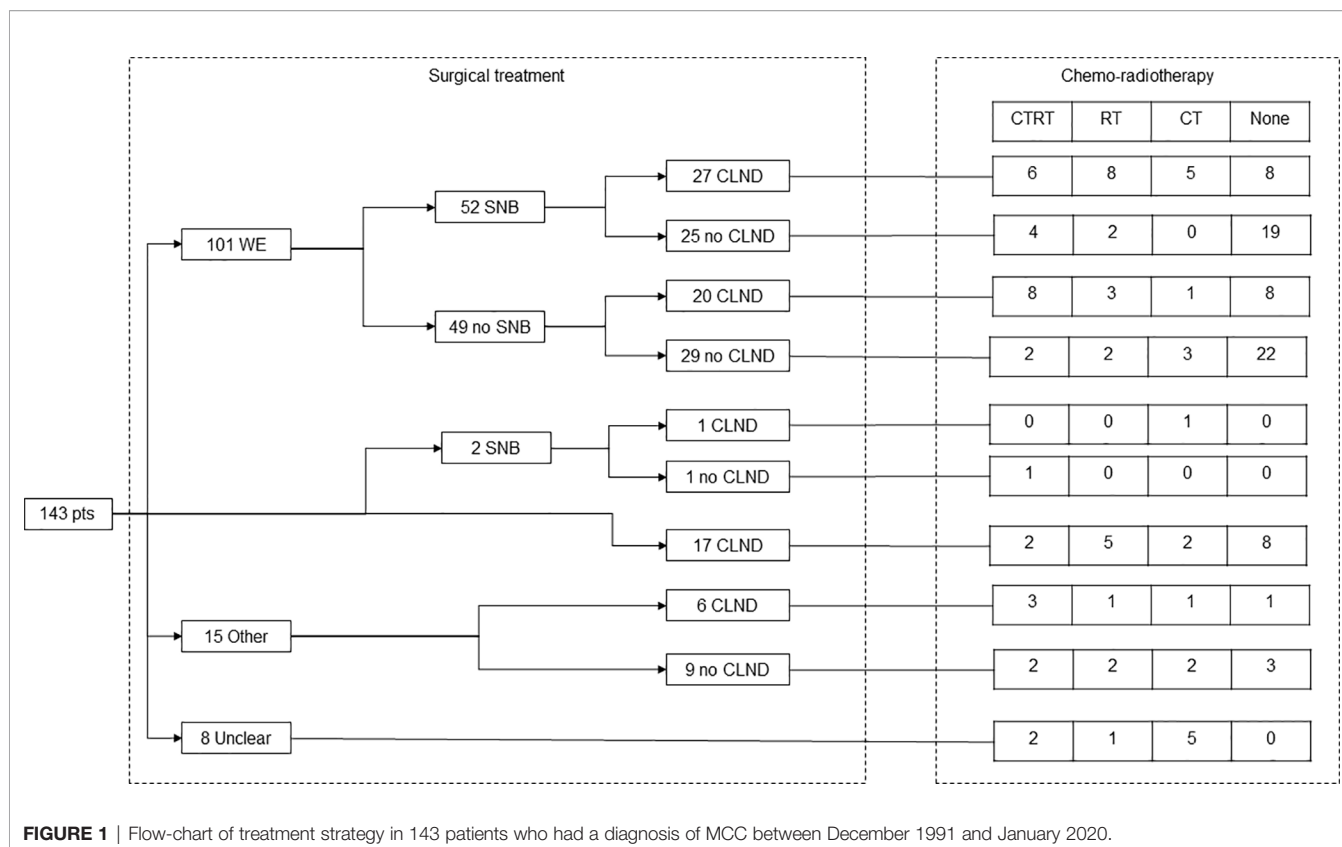 Surgical treatment
Chemo-radiotherapy
CTRT RT CT None
27 CLND 6 8 5 8
52 SNB
101 WE
25 no CLND 4 2 0 19
20 CLND 8 3 1 8
49 no SNB
29 no CLND 2 2 3 22
1 CLND 0 0 1 0
2 SNB
1 no CLND 1 0 0 0
143 pts
17 CLND 2 5 2 8
6 CLND 3 1 1 1
15 Other
9 no CLND 2 2 2 3
8 Unclear 2 1 5 0
FIGURE 1 | Flow-chart of treatment strategy in 143 patients who had a diagnosis of MCC between December 1991 and January 2020.